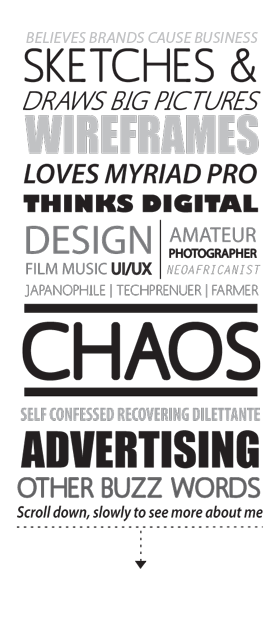 BELIEVES BRANDS CAUSE BUSINESS
SKETCHES &
DRAWS BIG PICTURES
WIREFRAMES
LOVES MYRIAD PRO
THINKS DIGITAL
DESIGN
FILM MUSIC UI/UX
AMATEUR
PHOTOGRAPHER
NEOAFRICANIST
JAPANOPHILE | TECHPRENUER | FARMER
CHAOS
SELF CONFESSED RECOVERING DILETTANTE
ADVERTISING
OTHER BUZZ WORDS
Scroll down, slowly to see more about me